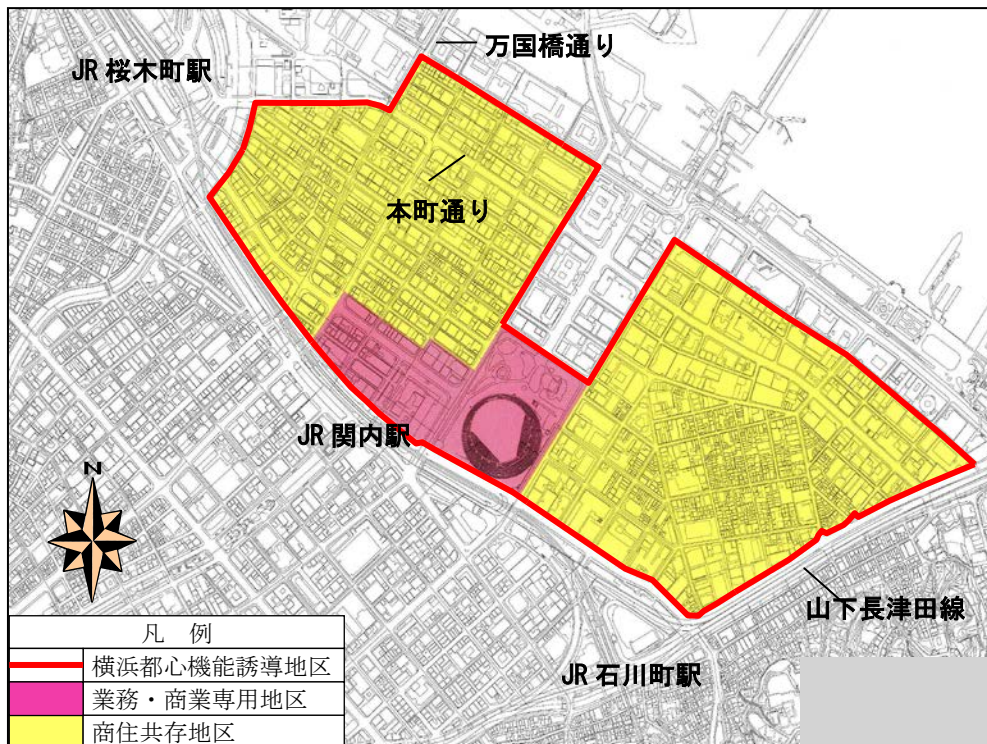 万国橋通り
JR 桜木町駅
本町通り
JR 関内駅
N
山下長津田線
JR 石川町駅
凡 例
横浜都心機能誘導地区
業務・商業専用地区
商住共存地区